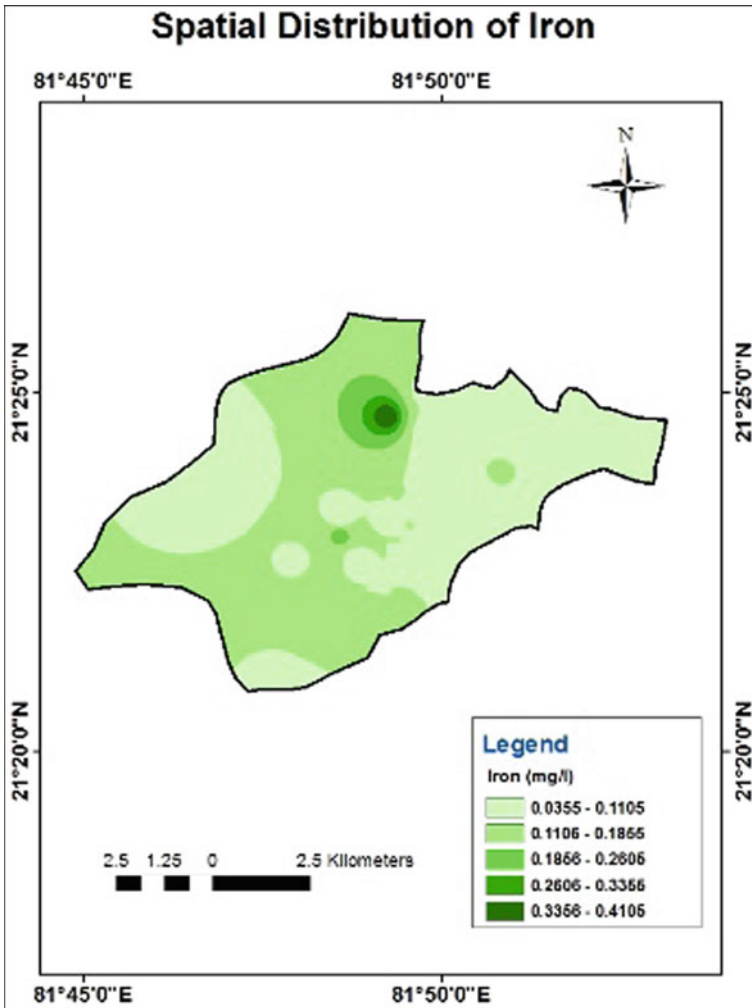 Spatial Distribution of Iron
81°45'0"E 81°50'0"E
N
21°25'0"N 21°25'0"N
21°20'0"N 21°20'0"N
Legend
Iron (mg/l)
0.0355 - 0.1105
0.1106 - 0.1855
0.1856 - 0.2605
0.2606 - 0.3355
0.3356 - 0.4105
2.5 1.25 0 2.5 Kilometers
81°45'0"E 81°50'0"E